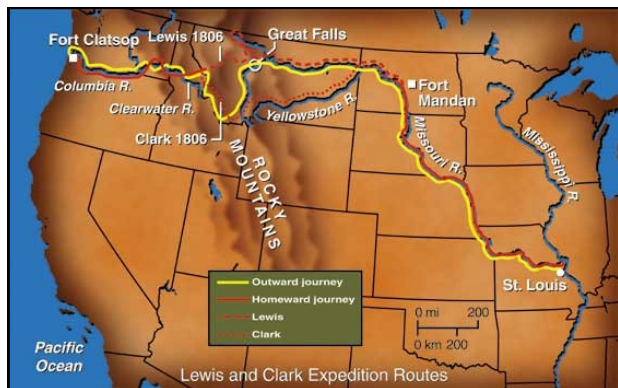 Fort Clatsop
Lewis 1806
Great Falls
Columbia R.
Clearwater R.
Clark 1806
Yellowstone R.
Fort
Mandan
Missouri R.
Mississippi R.
ROCKY
MOUNTAINS
St. Louis
Outward journey
Homeward journey
Lewis
Clark
0 mi 200
0 km 200
Pacific
Ocean
Lewis and Clark Expedition Routes